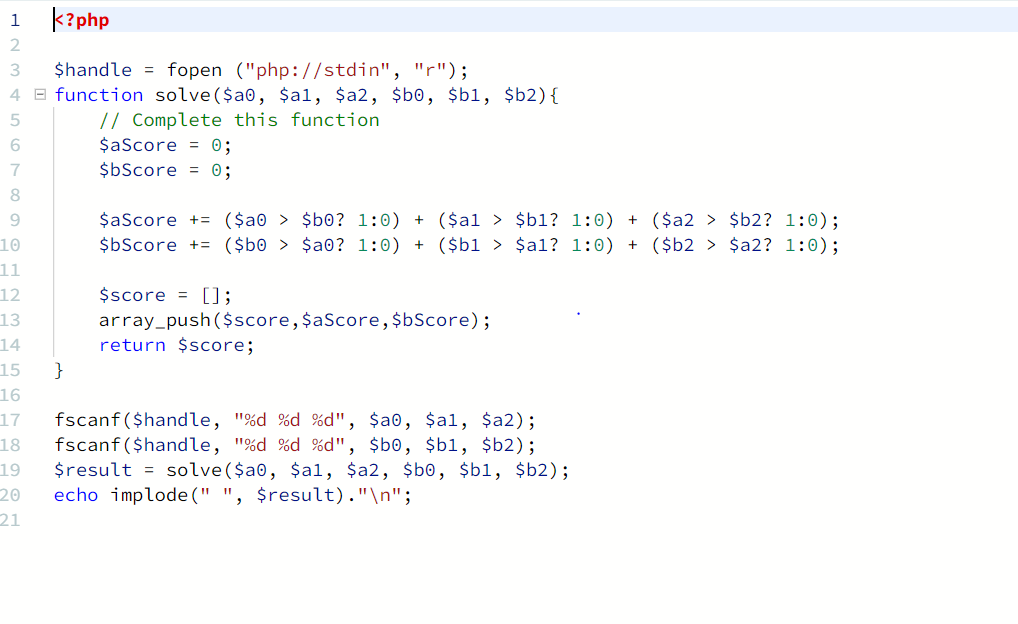 1 <?php
2
3 $handle = fopen ("php://stdin", "r");
4 function solve($a0, $a1, $a2, $b0, $b1, $b2){
5 // Complete this function
6 $aScore = 0;
7 $bScore = 0;
8
9 $aScore += ($a0 > $b0? 1:0) + ($a1 > $b1? 1:0) + ($a2 > $b2? 1:0);
10 $bScore += ($b0 > $a0? 1:0) + ($b1 > $a1? 1:0) + ($b2 > $a2? 1:0);
11
12 $score = [];
13 array_push($score,$aScore,$bScore);
14 return $score;
15 }
16
17 fscanf($handle, "%d %d %d", $a0, $a1, $a2);
18 fscanf($handle, "%d %d %d", $b0, $b1, $b2);
19 $result = solve($a0, $a1, $a2, $b0, $b1, $b2);
20 echo implode(" ", $result)."\n";
21